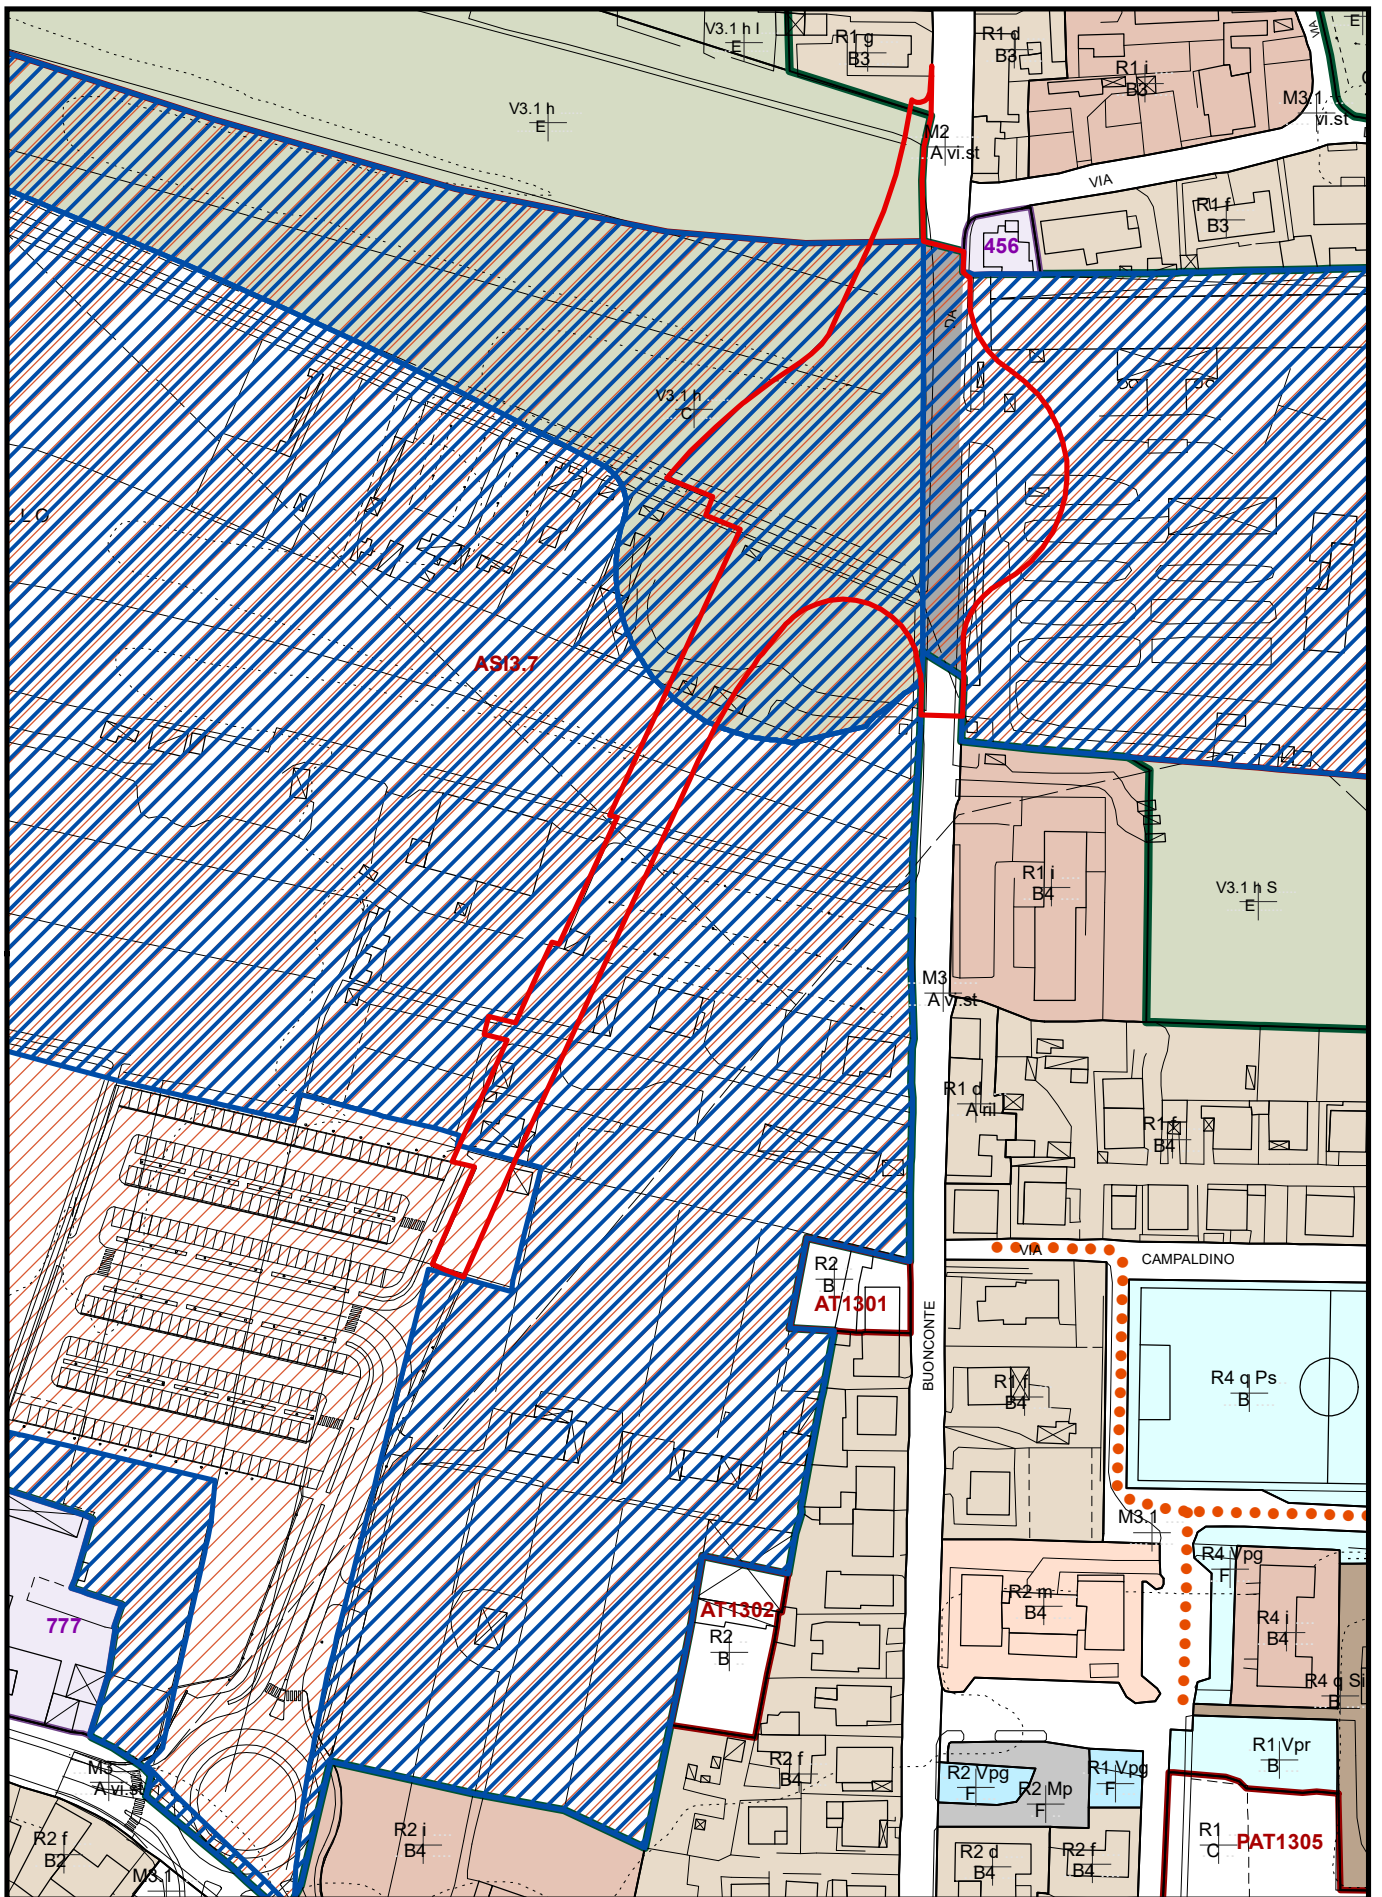 V3.1 h I
E
R1 g
B3
R1 d
B3
R1 i
B3
VIA
E
M3.1
vi.st
V3.1 h
E
M2
A vi.st
VIA
R1 f
B3
456
DA
V3.1 h
C
L O
ASI3.7
R1 i
B4
V3.1 h S
E
M3
A vi.st
R1 d
A ril
R1 f
B4
VIA
CAMPALDINO
R2
B
AT1301
BUONCONTE
R1 f
B4
R4 q Ps
B
M3.1
R4 Vpg
F
777
AT1302
R2
B
R2 m
B4
R4 i
B4
R4 q Si
B
R1 Vpr
B
M3
A vi.st
R2 f
B4
R2 Vpg
F
R2 Mp
F
R1 Vpg
F
R2 f
B2
M3.1
R2 i
B4
R2 d
B4
R2 f
B4
R1
C
PAT1305